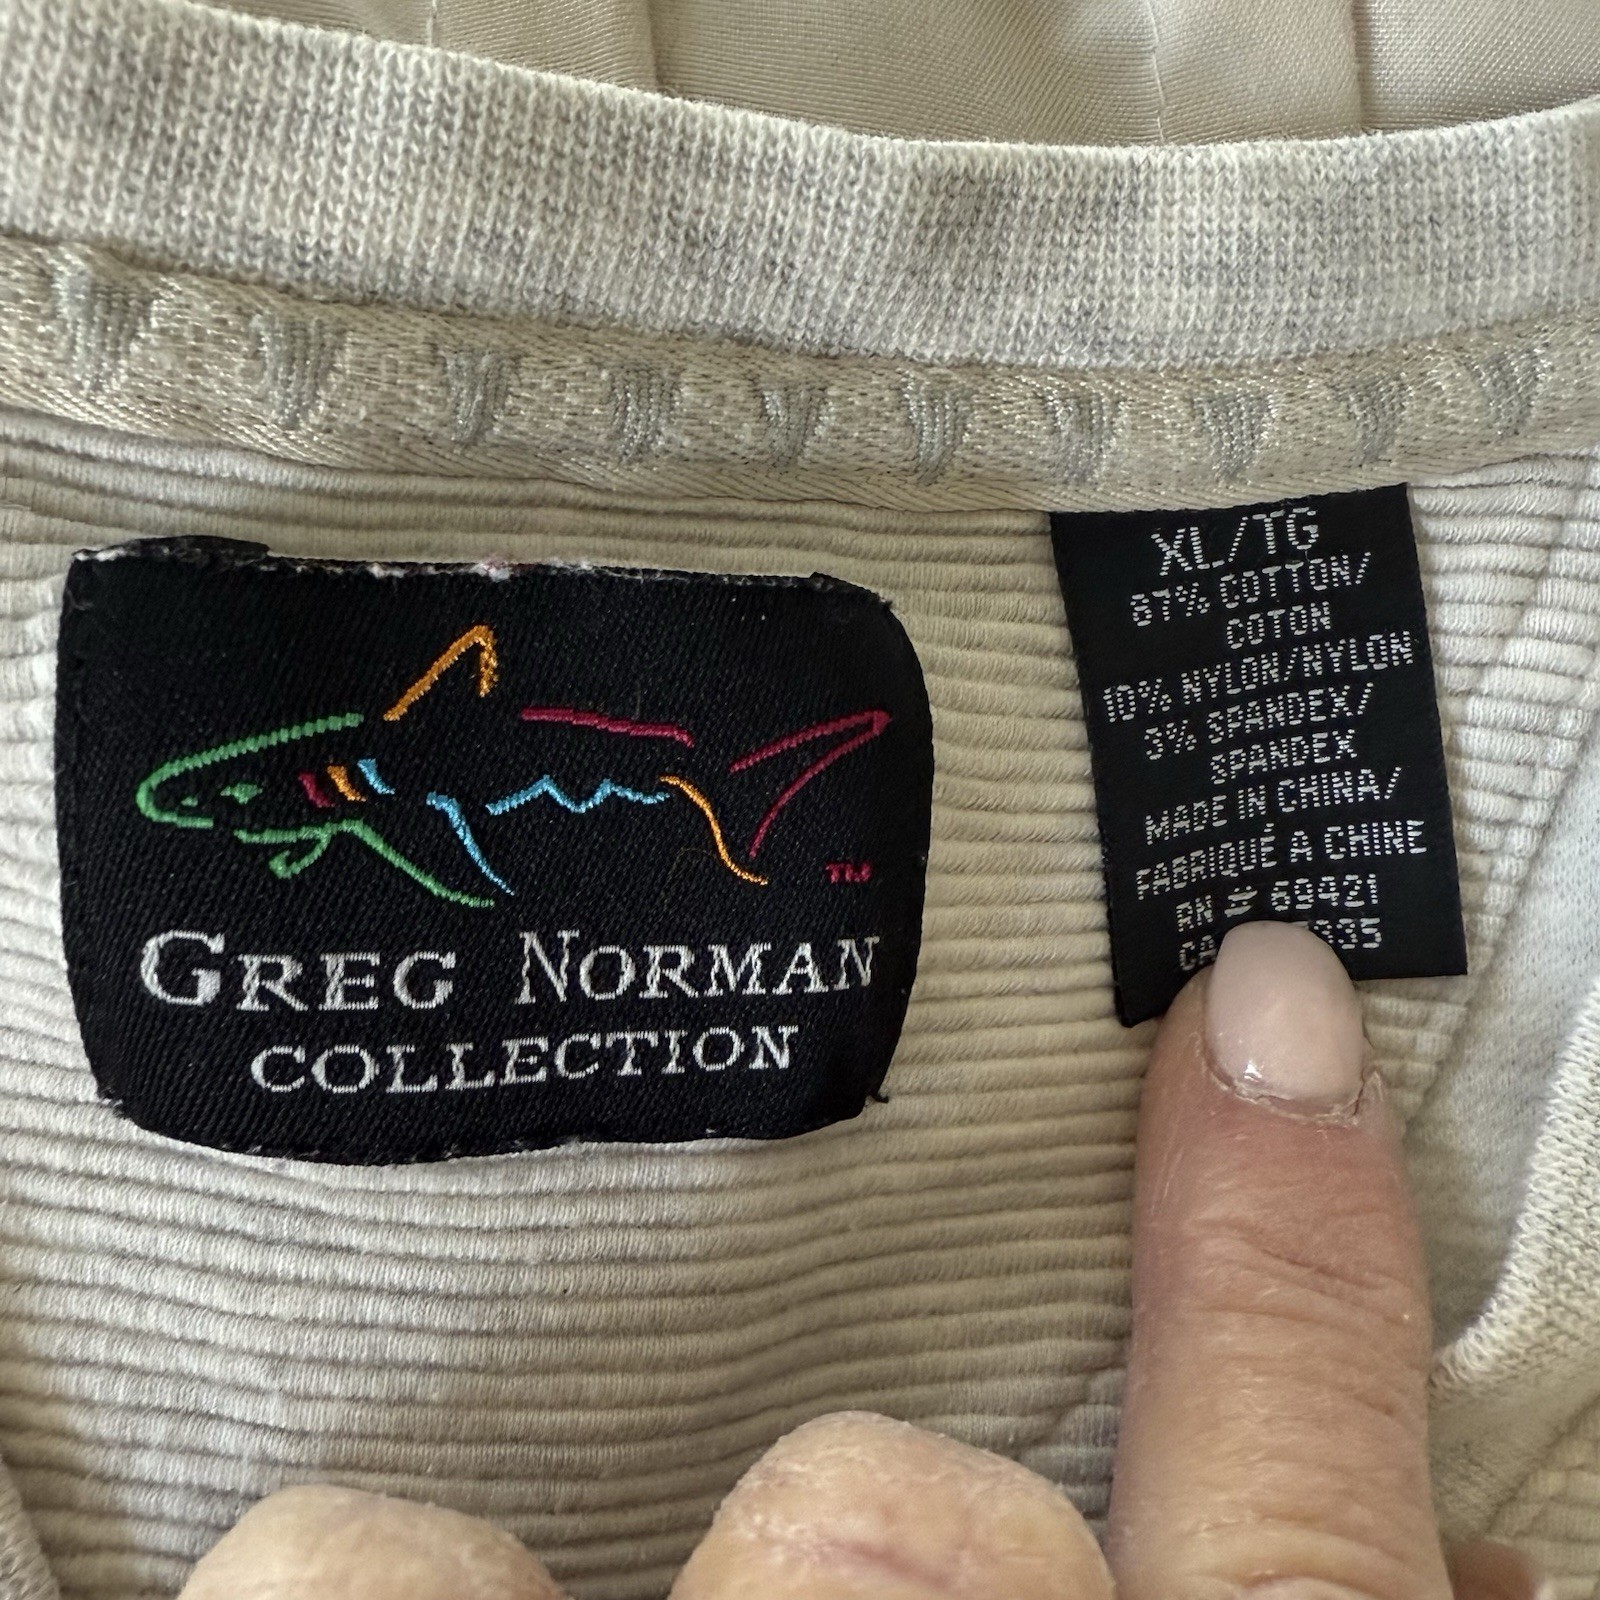 TM
GREG NORMAN
COLLECTION
XL/TG
87% COTTON/
COTON
10% NYLON/NYLON
3% SPANDEX/
SPANDEX
MADE IN CHINA/
FABRIQUÉ A CHINE
RN # 69421